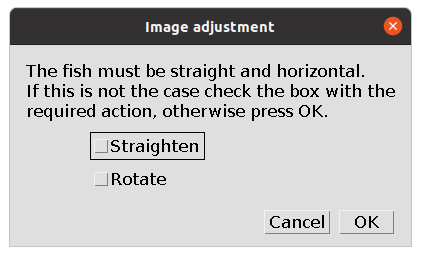 Image adjustment
The fish must be straight and horizontal.
If this is not the case check the box with the
required action, otherwise press OK.
Straighten
Rotate
Cancel OK